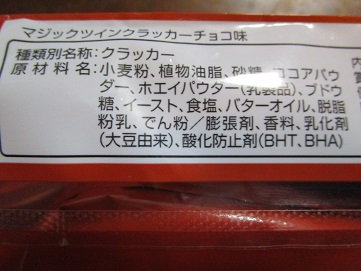 マジックツインクラッカーチョコ味
種類別名称:クラッカー
原材料名:小麦粉、植物油脂、砂糖、ココアパウ
ダー、ホエイパウダー(乳製品)、ブドウ
糖、イースト、食塩、バターオイル、脱脂
粉乳、でん粉/膨張剤、香料、乳化剤
(大豆由来)、酸化防止剤(BHT、BHA)
内